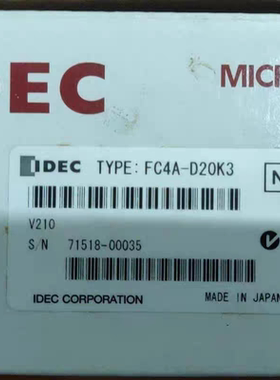 EC MIC
IDEC TYPE: FC4A-D20K3
N
V210
S/N 71518-00035
IDEC CORPORATION MADE IN JAPAN